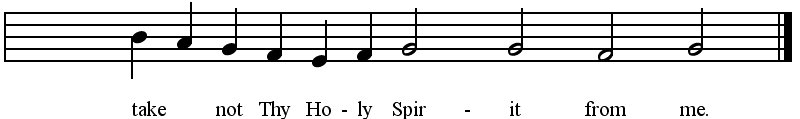 take not Thy Ho - ly Spir - it from me.